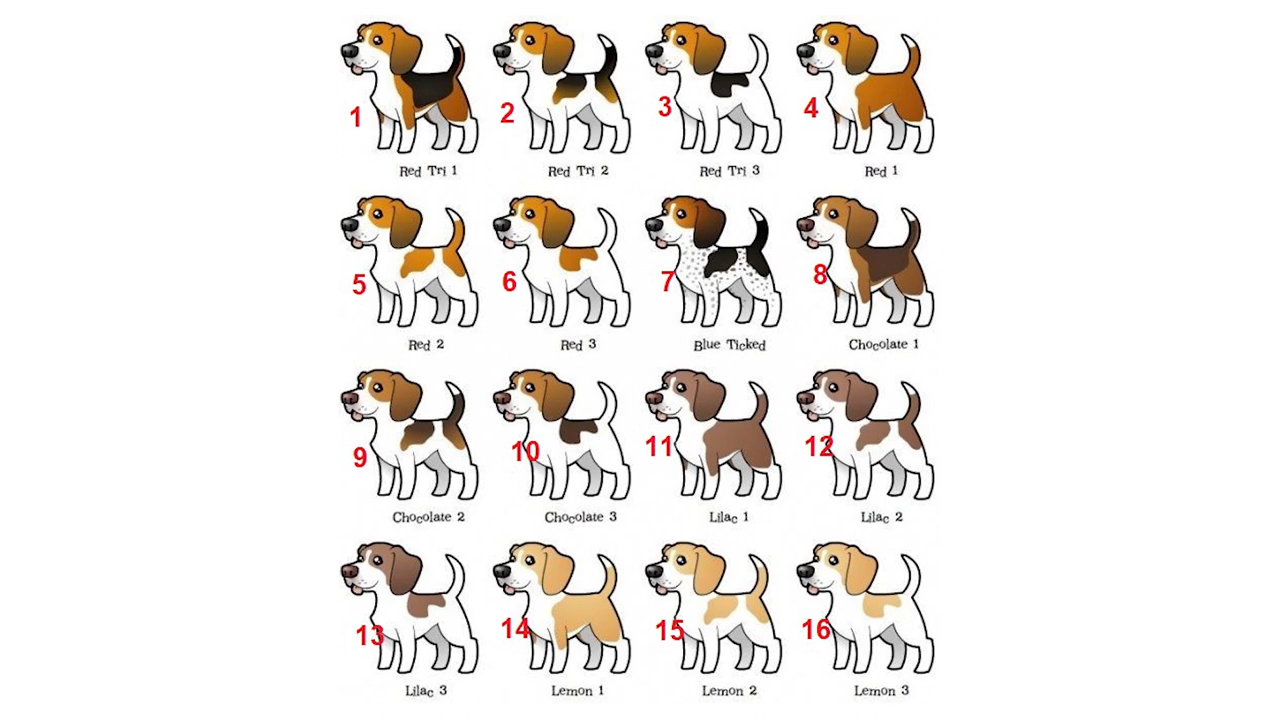 1 2 3 4
Red Tri 1 Red Tri 2 Red Tri 3 Red 1
5 6 7 8
Red 2 Red 3 Blue Ticked Chocolate 1
9 10 11 12
Chocolate 2 Chocolate 3 Lilac 1 Lilac 2
13 14 15 16
Lilac 3 Lemon 1 Lemon 2 Lemon 3